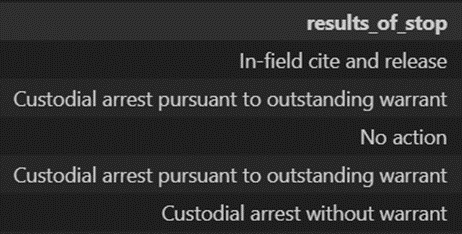 results_of_stop
In-field cite and release
Custodial arrest pursuant to outstanding warrant
No action
Custodial arrest pursuant to outstanding warrant
Custodial arrest without warrant